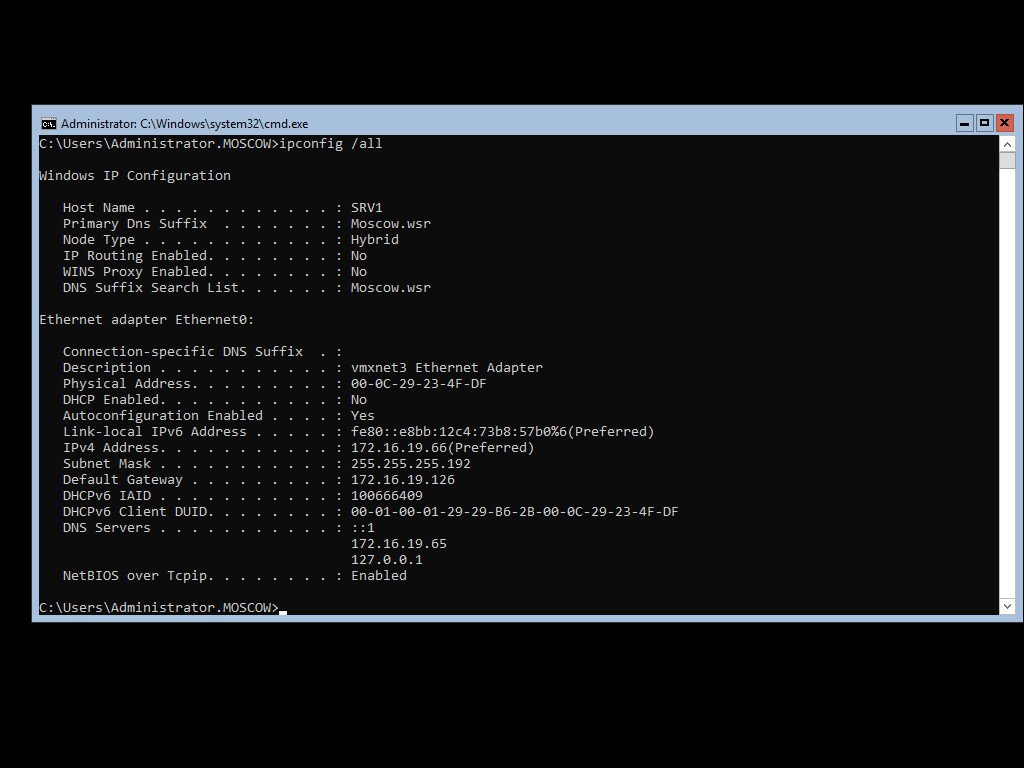 Administrator: C:\Windows\system32\cmd.exe
C:\Users\Administrator.MOSCOW>ipconfig /all
Windows IP Configuration
Host Name . . . . . . . . . . . . : SRV1
Primary Dns Suffix  . . . . . . . : Moscow.wsr
Node Type . . . . . . . . . . . . : Hybrid
IP Routing Enabled. . . . . . . . : No
WINS Proxy Enabled. . . . . . . . : No
DNS Suffix Search List. . . . . . : Moscow.wsr
Ethernet adapter Ethernet0:
Connection-specific DNS Suffix  . :
Description . . . . . . . . . . . : vmxnet3 Ethernet Adapter
Physical Address. . . . . . . . . : 00-0C-29-23-4F-DF
DHCP Enabled. . . . . . . . . . . : No
Autoconfiguration Enabled . . . . : Yes
Link-local IPv6 Address . . . . . : fe80::e8bb:12c4:73b8:57b0%6(Preferred)
IPv4 Address. . . . . . . . . . . : 172.16.19.66(Preferred)
Subnet Mask . . . . . . . . . . . : 255.255.255.192
Default Gateway . . . . . . . . . : 172.16.19.126
DHCPv6 IAID . . . . . . . . . . . : 100666409
DHCPv6 Client DUID. . . . . . . . : 00-01-00-01-29-29-B6-2B-00-0C-29-23-4F-DF
DNS Servers . . . . . . . . . . . : ::1
172.16.19.65
127.0.0.1
NetBIOS over Tcpip. . . . . . . . : Enabled
C:\Users\Administrator.MOSCOW>